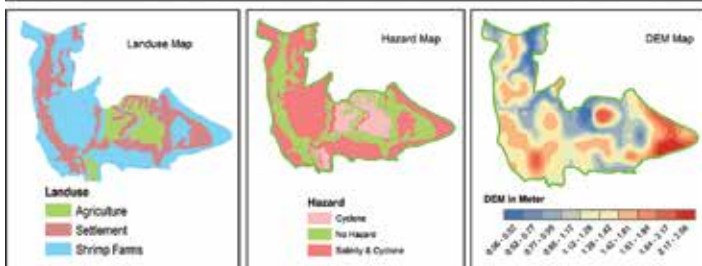 Landuse Map
Landuse
Agriculture
Settlement
Shrimp Farms
Hazard Map
Hazard
Cyclone
No Hazard
Salinity & Cyclone
DEM Map
DEM in Meter